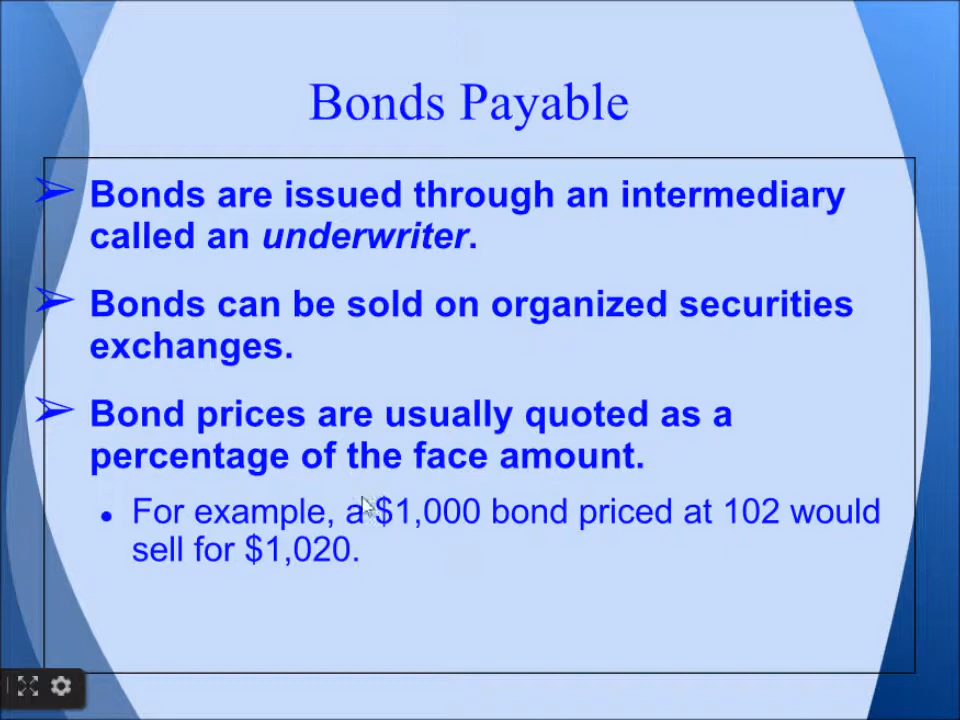 Bonds Payable
Bonds are issued through an intermediary
called an underwriter.
Bonds can be sold on organized securities
exchanges.
Bond prices are usually quoted as a
percentage of the face amount.
For example, a $1,000 bond priced at 102 would
sell for $1,020.